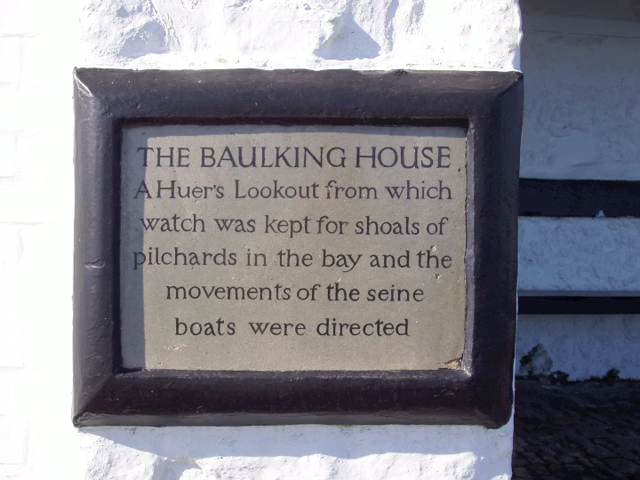 THE BAULKING HOUSE
A Huer's Lookout from which
watch was kept for shoals of
pilchards in the bay and the
movements of the seine
boats were directed